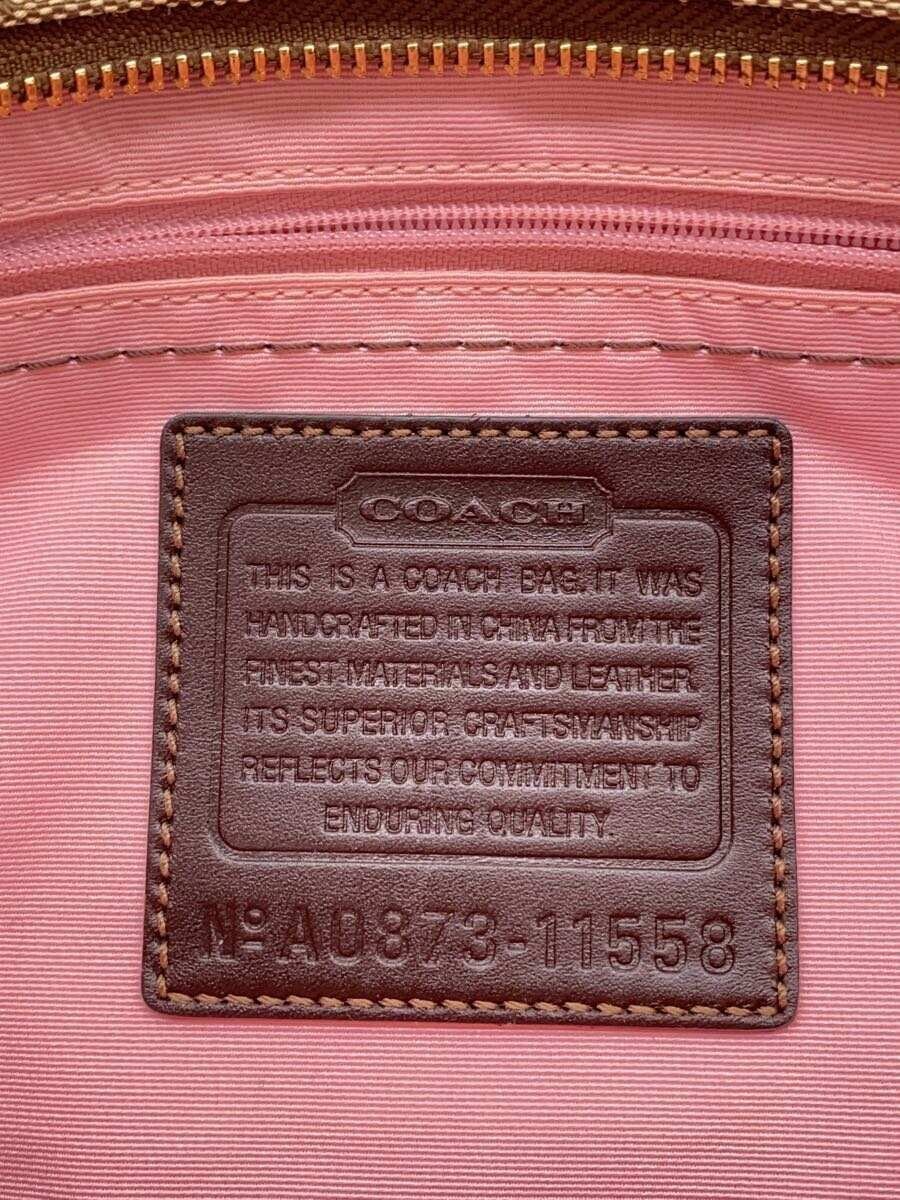 COACH
THIS IS A COACH BAG. IT WAS
HANDCRAFTED IN CHINA FROM THE
FINEST MATERIALS AND LEATHER.
ITS SUPERIOR CRAFTSMANSHIP
REFLECTS OUR COMMITMENT TO
ENDURING QUALITY.
Nº A0873-11558